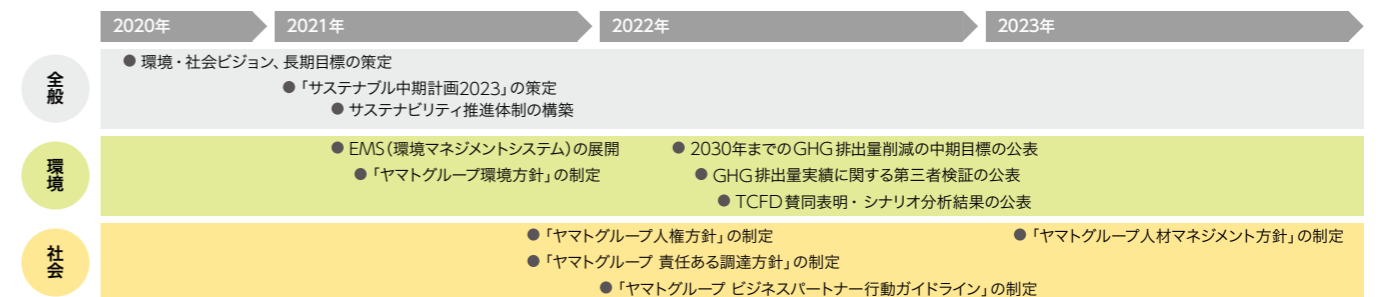 2020年
2021年
2022年
2023年
全般
● 環境・社会ビジョン、長期目標の策定
● 「サステナブル中期計画2023」の策定
● サステナビリティ推進体制の構築
環境
● EMS(環境マネジメントシステム)の展開
● 2030年までのGHG排出量削減の中期目標の公表
● 「ヤマトグループ環境方針」の制定
● GHG排出量実績に関する第三者検証の公表
● TCFD賛同表明・シナリオ分析結果の公表
社会
● 「ヤマトグループ人権方針」の制定
● 「ヤマトグループ人材マネジメント方針」の制定
● 「ヤマトグループ 責任ある調達方針」の制定
● 「ヤマトグループ ビジネスパートナー行動ガイドライン」の制定